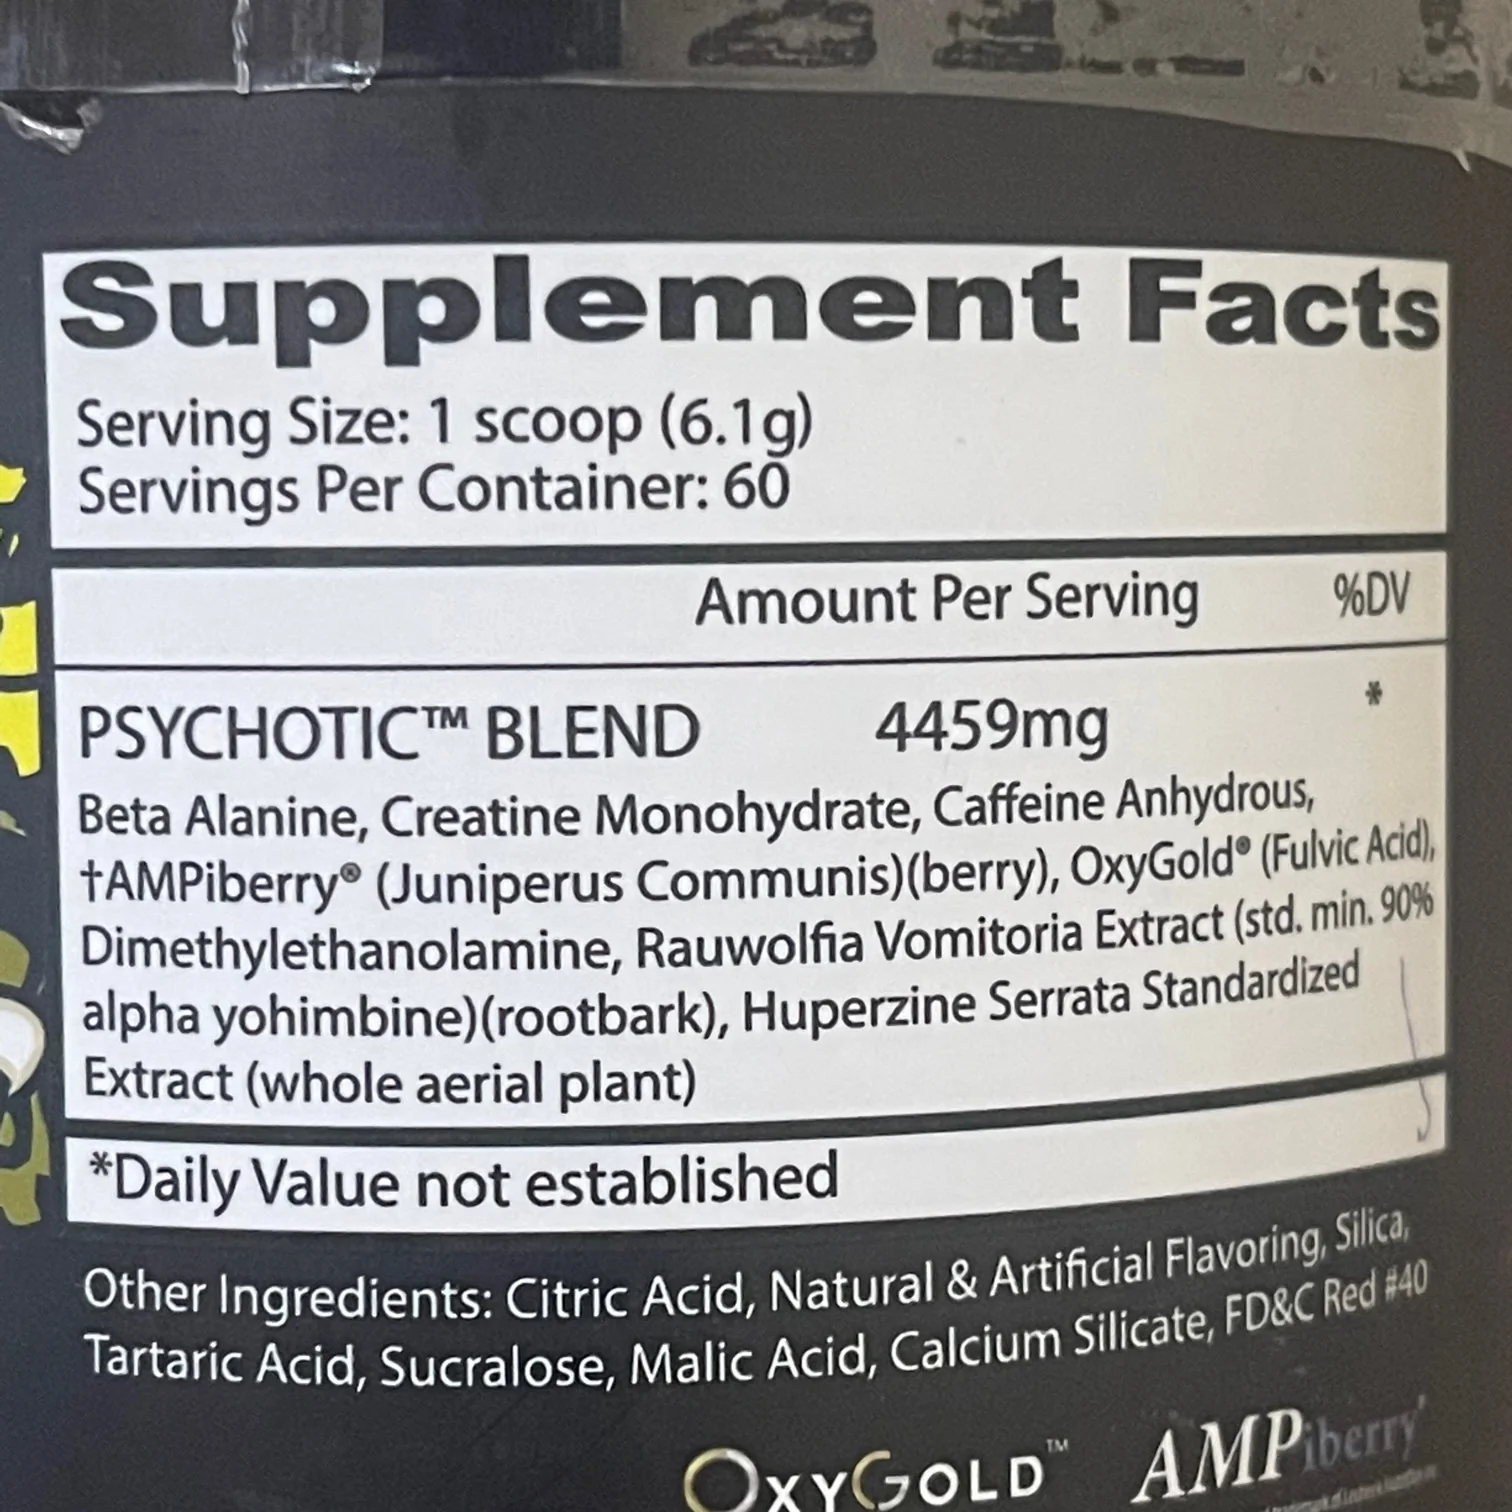 Supplement Facts
Serving Size: 1 scoop (6.1g)
Servings Per Container: 60
Amount Per Serving %DV
PSYCHOTIC™ BLEND 4459mg *
Beta Alanine, Creatine Monohydrate, Caffeine Anhydrous,
†AMPiberry® (Juniperus Communis)(berry), OxyGold® (Fulvic Acid),
Dimethylethanolamine, Rauwolfia Vomitoria Extract (std. min. 90%
alpha yohimbine)(rootbark), Huperzine Serrata Standardized
Extract (whole aerial plant)
*Daily Value not established
Other Ingredients: Citric Acid, Natural & Artificial Flavoring, Silica,
Tartaric Acid, Sucralose, Malic Acid, Calcium Silicate, FD&C Red #40
OXYGOLD™ AMPiberry